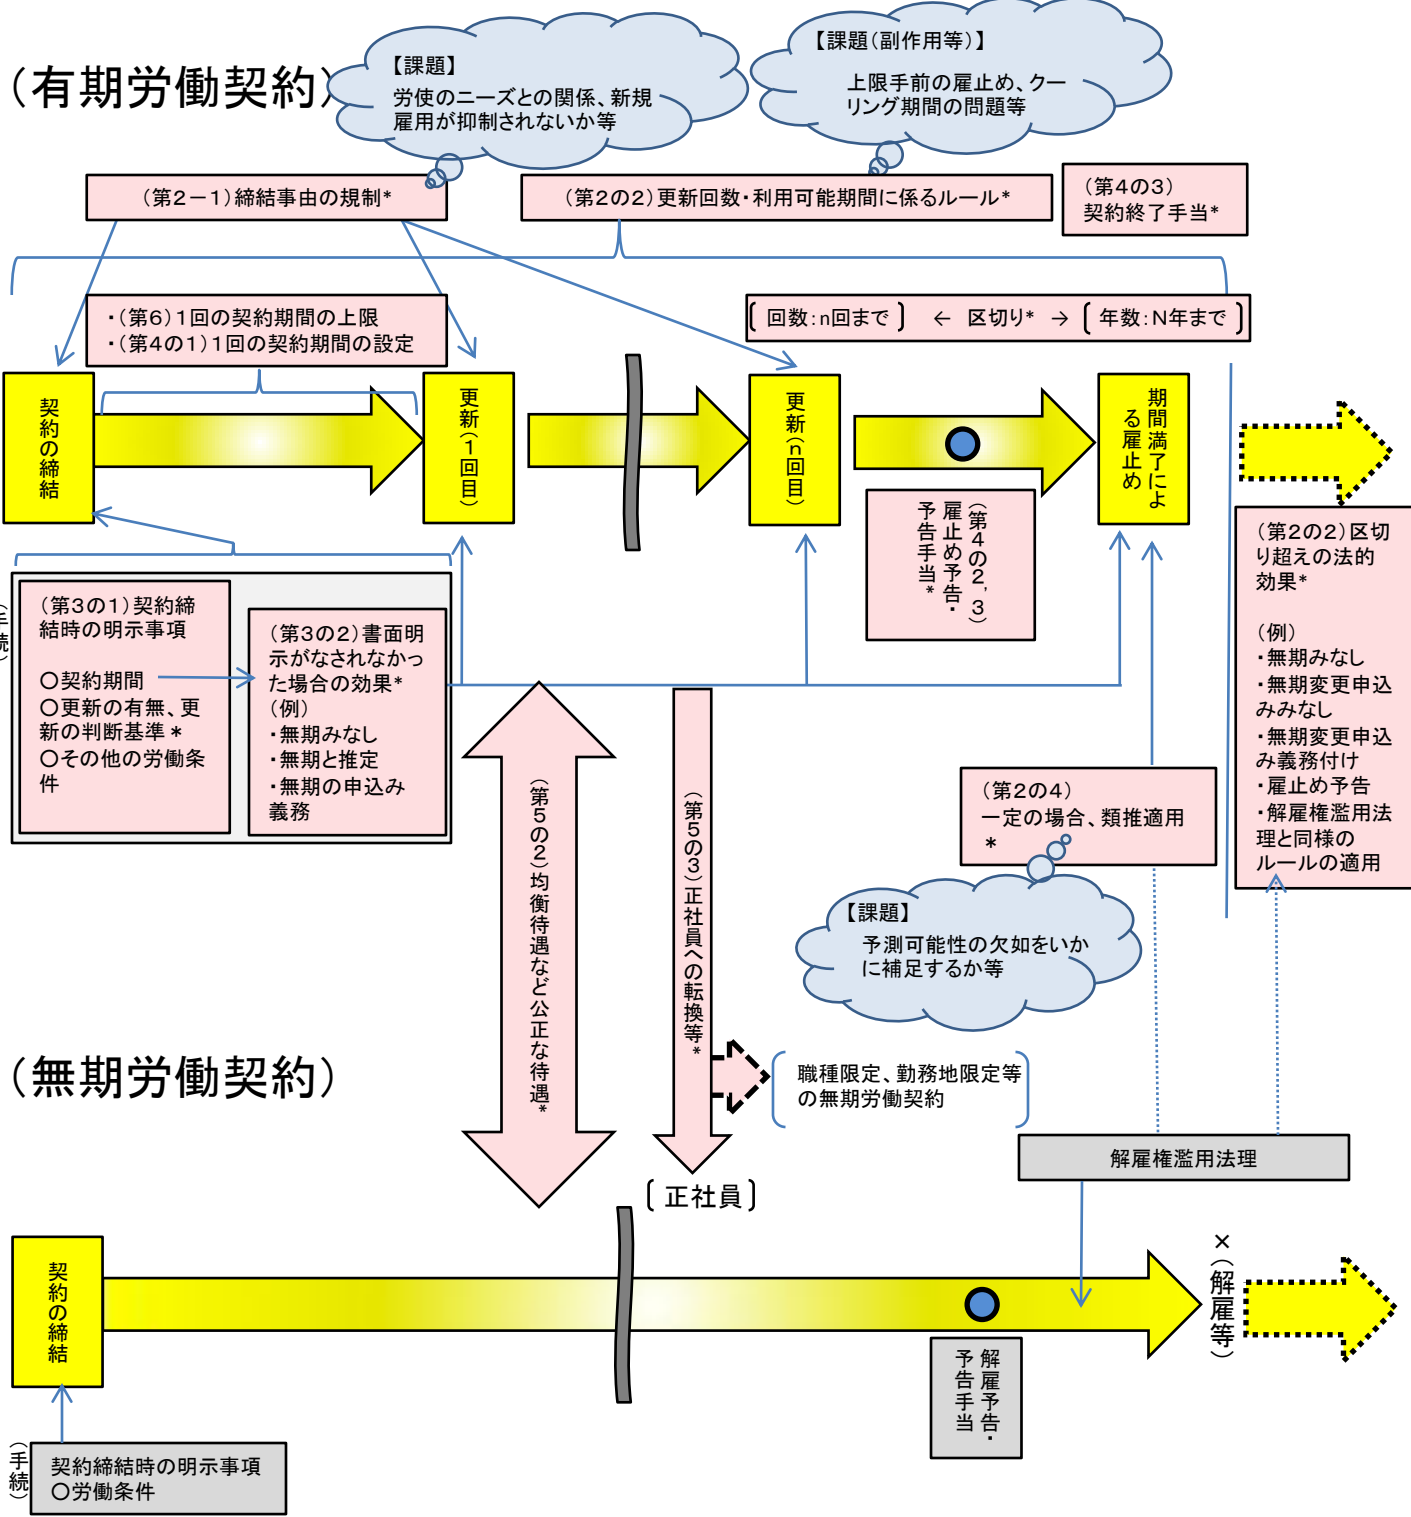 （有期労働契約）
【課題】
労使のニーズとの関係、新規
雇用が抑制されないか等
【課題（副作用等）】
上限手前の雇止め、クー
リング期間の問題等
（第２－１）締結事由の規制*
（第２の２）更新回数・利用可能期間に係るルール*
（第４の３）
契約終了手当*
・（第６）１回の契約期間の上限
・（第４の１）１回の契約期間の設定
〔 回数：n回まで 〕 ← 区切り* → 〔 年数：N年まで 〕
契約の締結
更新（１回目）
更新（n回目）
期間満了によ
る雇止め
（第４の２,３）
雇止め予告・
予告手当*
（第２の２）区切
り超えの法的
効果*
（例）
・無期みなし
・無期変更申込
みみなし
・無期変更申込
み義務付け
・雇止め予告
・解雇権濫用法
理と同様の
ルールの適用
（手続）
（第３の１）契約締
結時の明示事項
○契約期間
○更新の有無、更
新の判断基準＊
○その他の労働条
件
（第３の２）書面明
示がなされなかっ
た場合の効果*
（例）
・無期みなし
・無期と推定
・無期の申込み
義務
（第５の２）均衡待遇など公正な待遇*
（第５の３）正社員への転換等*
（第２の４）
一定の場合、類推適用
*
【課題】
予測可能性の欠如をいか
に補足するか等
（無期労働契約）
職種限定、勤務地限定等
の無期労働契約
〔 正社員 〕
解雇権濫用法理
契約の締結
×（解雇等）
解雇予告・
予告手当
（手続）
契約締結時の明示事項
○労働条件